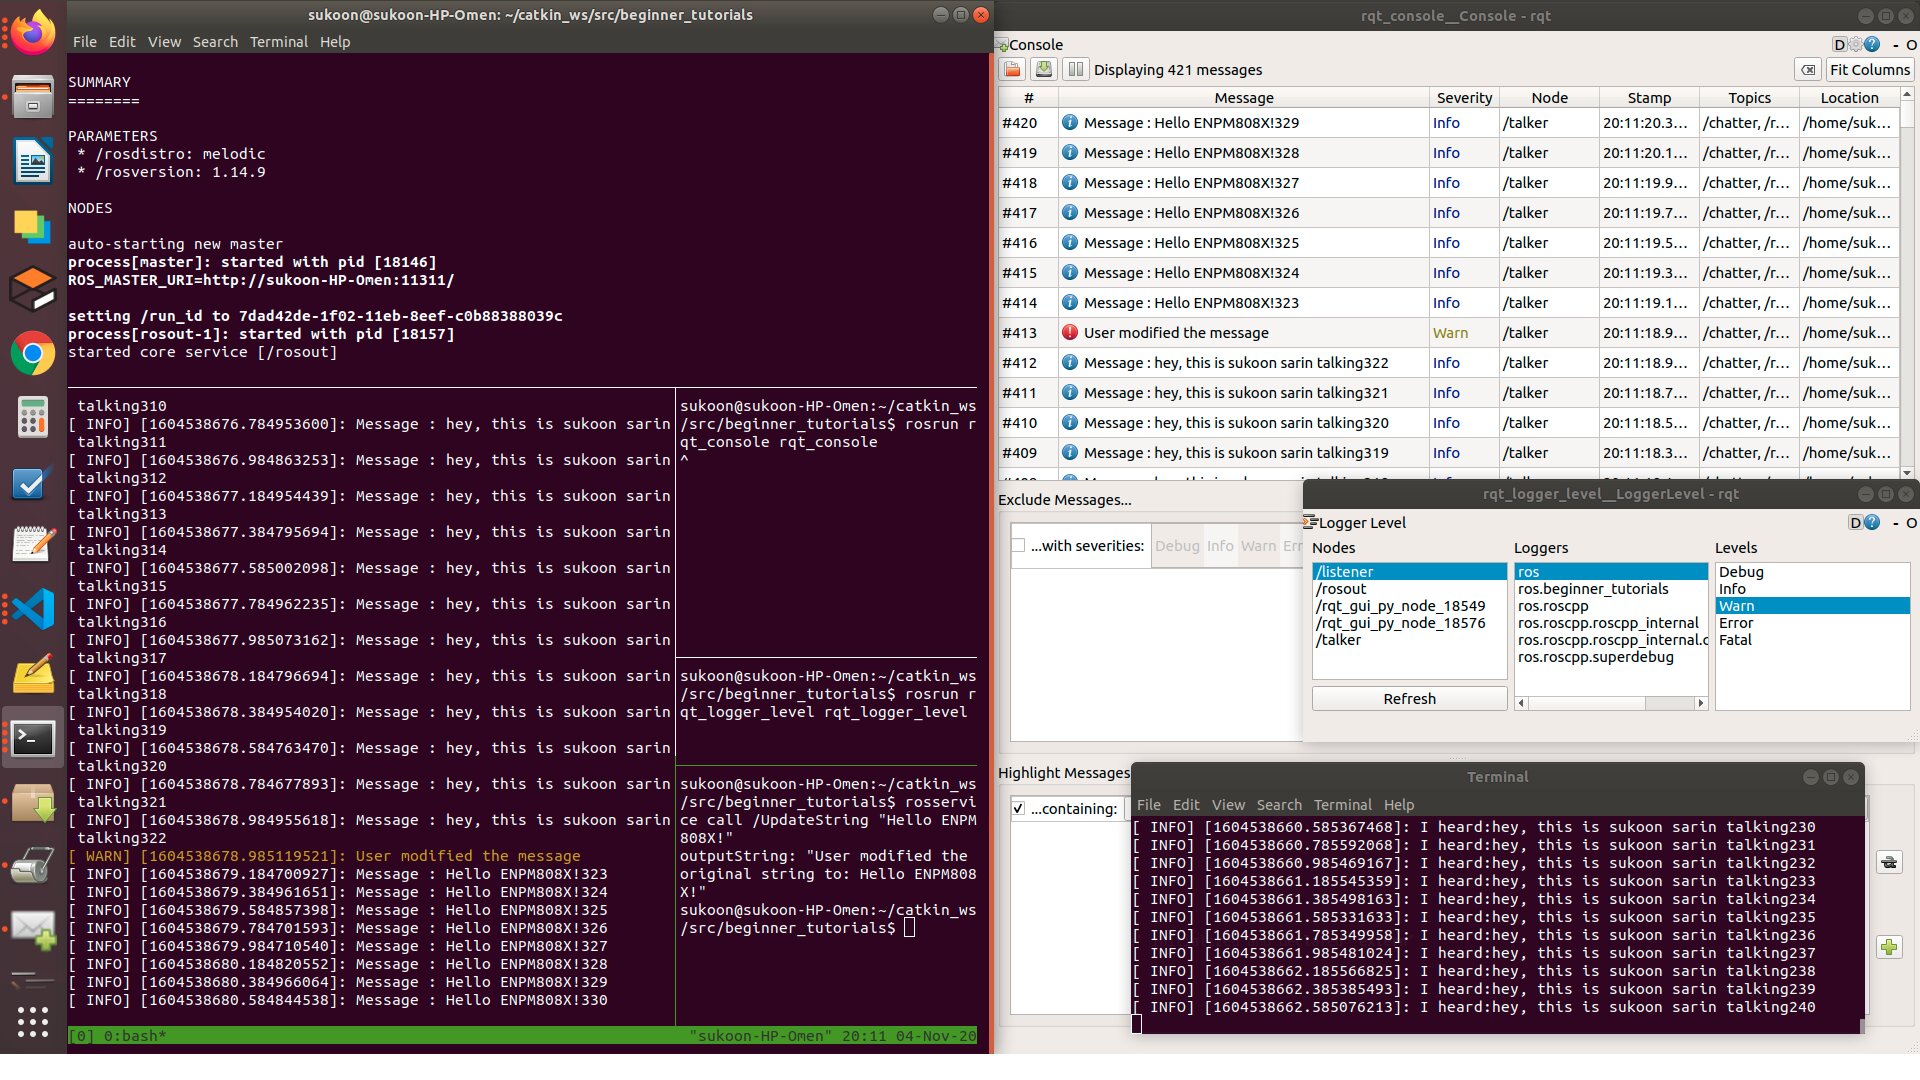 sukoon@sukoon-HP-Omen: ~/catkin_ws/src/beginner_tutorials
File Edit View Search Terminal Help
SUMMARY
========
PARAMETERS
* /rosdistro: melodic
* /rosversion: 1.14.9
NODES
auto-starting new master
process[master]: started with pid [18146]
ROS_MASTER_URI=http://sukoon-HP-Omen:11311/
setting /run_id to 7dad42de-1f02-11eb-8eef-c0b88388039c
process[rosout-1]: started with pid [18157]
started core service [/rosout]
talking310
[ INFO] [1604538676.784953600]: Message : hey, this is sukoon sarin
talking311
[ INFO] [1604538676.984863253]: Message : hey, this is sukoon sarin
talking312
[ INFO] [1604538677.184954439]: Message : hey, this is sukoon sarin
talking313
[ INFO] [1604538677.384795694]: Message : hey, this is sukoon sarin
talking314
[ INFO] [1604538677.585002098]: Message : hey, this is sukoon sarin
talking315
[ INFO] [1604538677.784962235]: Message : hey, this is sukoon sarin
talking316
[ INFO] [1604538677.985073162]: Message : hey, this is sukoon sarin
talking317
[ INFO] [1604538678.184796694]: Message : hey, this is sukoon sarin
talking318
[ INFO] [1604538678.384954020]: Message : hey, this is sukoon sarin
talking319
[ INFO] [1604538678.584763470]: Message : hey, this is sukoon sarin
talking320
[ INFO] [1604538678.784677893]: Message : hey, this is sukoon sarin
talking321
[ INFO] [1604538678.984955618]: Message : hey, this is sukoon sarin
talking322
[ WARN] [1604538678.985119521]: User modified the message
[ INFO] [1604538679.184700927]: Message : Hello ENPM808X!323
[ INFO] [1604538679.384961651]: Message : Hello ENPM808X!324
[ INFO] [1604538679.584857398]: Message : Hello ENPM808X!325
[ INFO] [1604538679.784701593]: Message : Hello ENPM808X!326
[ INFO] [1604538679.984710540]: Message : Hello ENPM808X!327
[ INFO] [1604538680.184820552]: Message : Hello ENPM808X!328
[ INFO] [1604538680.384966064]: Message : Hello ENPM808X!329
[ INFO] [1604538680.584844538]: Message : Hello ENPM808X!330
sukoon@sukoon-HP-Omen:~/catkin_ws
/src/beginner_tutorials$ rosrun r
qt_console rqt_console
^
sukoon@sukoon-HP-Omen:~/catkin_ws
/src/beginner_tutorials$ rosrun r
qt_logger_level rqt_logger_level
sukoon@sukoon-HP-Omen:~/catkin_ws
/src/beginner_tutorials$ rosservi
ce call /UpdateString "Hello ENPM
808X!"
outputString: "User modified the
original string to: Hello ENPM808
X!"
sukoon@sukoon-HP-Omen:~/catkin_ws
/src/beginner_tutorials$
[0] 0:bash* "sukoon-HP-Omen" 20:11 04-Nov-20
rqt_console__Console - rqt
Console D - O
Displaying 421 messages Fit Columns
# Message Severity Node Stamp Topics Location
#420 Message : Hello ENPM808X!329 Info /talker 20:11:20.3... /chatter, /r... /home/suk...
#419 Message : Hello ENPM808X!328 Info /talker 20:11:20.1... /chatter, /r... /home/suk...
#418 Message : Hello ENPM808X!327 Info /talker 20:11:19.9... /chatter, /r... /home/suk...
#417 Message : Hello ENPM808X!326 Info /talker 20:11:19.7... /chatter, /r... /home/suk...
#416 Message : Hello ENPM808X!325 Info /talker 20:11:19.5... /chatter, /r... /home/suk...
#415 Message : Hello ENPM808X!324 Info /talker 20:11:19.3... /chatter, /r... /home/suk...
#414 Message : Hello ENPM808X!323 Info /talker 20:11:19.1... /chatter, /r... /home/suk...
#413 User modified the message Warn /talker 20:11:18.9... /chatter, /r... /home/suk...
#412 Message : hey, this is sukoon sarin talking322 Info /talker 20:11:18.9... /chatter, /r... /home/suk...
#411 Message : hey, this is sukoon sarin talking321 Info /talker 20:11:18.7... /chatter, /r... /home/suk...
#410 Message : hey, this is sukoon sarin talking320 Info /talker 20:11:18.5... /chatter, /r... /home/suk...
#409 Message : hey, this is sukoon sarin talking319 Info /talker 20:11:18.3... /chatter, /r... /home/suk...
Exclude Messages...
...with severities: Debug Info Warn Err
rqt_logger_level__LoggerLevel - rqt
Logger Level D - O
Nodes
/listener
/rosout
/rqt_gui_py_node_18549
/rqt_gui_py_node_18576
/talker
Refresh
Loggers
ros
ros.beginner_tutorials
ros.roscpp
ros.roscpp.roscpp_internal
ros.roscpp.roscpp_internal.c
ros.roscpp.superdebug
Levels
Debug
Info
Warn
Error
Fatal
Highlight Messages
...containing:
Terminal
File Edit View Search Terminal Help
[ INFO] [1604538660.585367468]: I heard:hey, this is sukoon sarin talking230
[ INFO] [1604538660.785592068]: I heard:hey, this is sukoon sarin talking231
[ INFO] [1604538660.985469167]: I heard:hey, this is sukoon sarin talking232
[ INFO] [1604538661.185545359]: I heard:hey, this is sukoon sarin talking233
[ INFO] [1604538661.385498163]: I heard:hey, this is sukoon sarin talking234
[ INFO] [1604538661.585331633]: I heard:hey, this is sukoon sarin talking235
[ INFO] [1604538661.785349958]: I heard:hey, this is sukoon sarin talking236
[ INFO] [1604538661.985481024]: I heard:hey, this is sukoon sarin talking237
[ INFO] [1604538662.185566825]: I heard:hey, this is sukoon sarin talking238
[ INFO] [1604538662.385385493]: I heard:hey, this is sukoon sarin talking239
[ INFO] [1604538662.585076213]: I heard:hey, this is sukoon sarin talking240